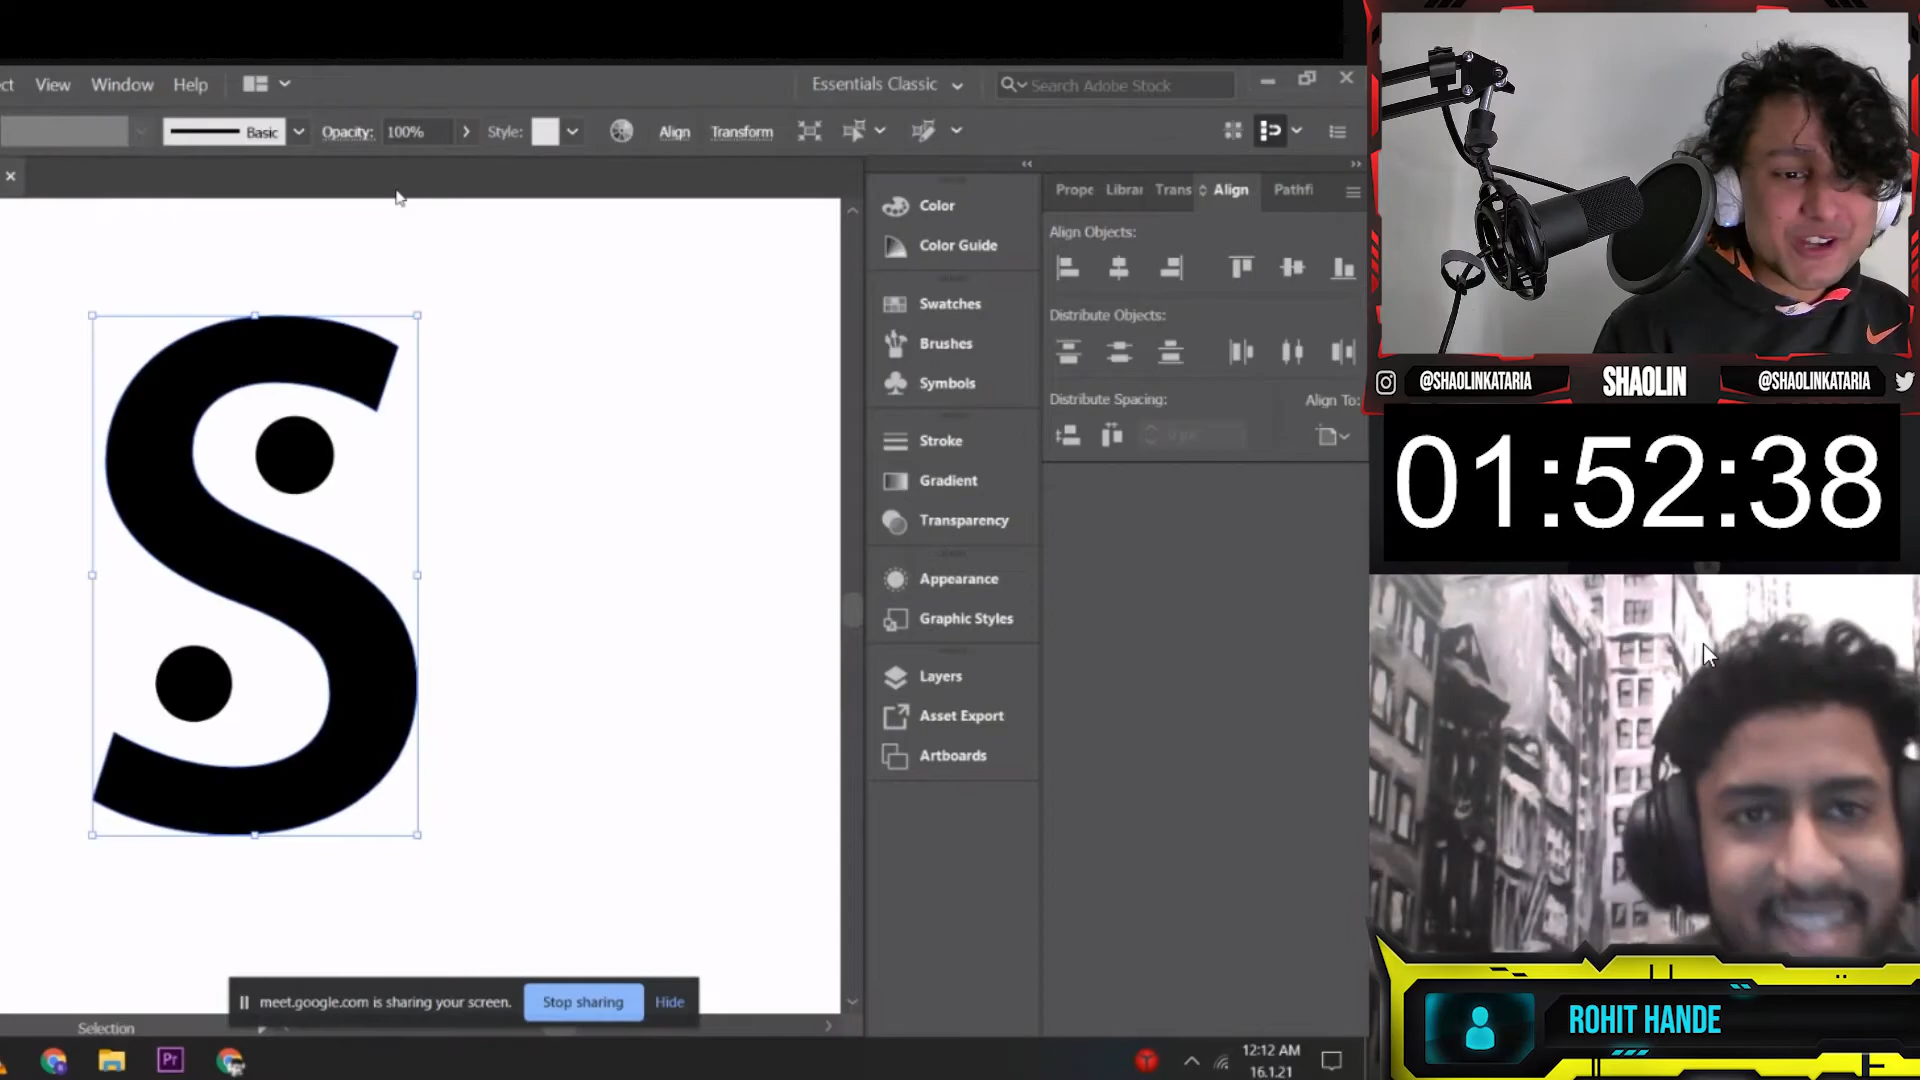 ct View Window Help
Essentials Classic
Search Adobe Stock
Basic
Opacity:
100%
Style:
Align
Transform
Prope
Librar
Trans
Align
Pathfi
Color
Color Guide
Swatches
Brushes
Symbols
Stroke
Gradient
Transparency
Appearance
Graphic Styles
Layers
Asset Export
Artboards
Align Objects:
Distribute Objects:
Distribute Spacing:
Align To:
S
meet.google.com is sharing your screen.
Stop sharing
Hide
Selection
Pr
12:12 AM
16.1.21
@SHAOLINKATARIA
SHAOLIN
@SHAOLINKATARIA
01:52:38
ROHIT HANDE